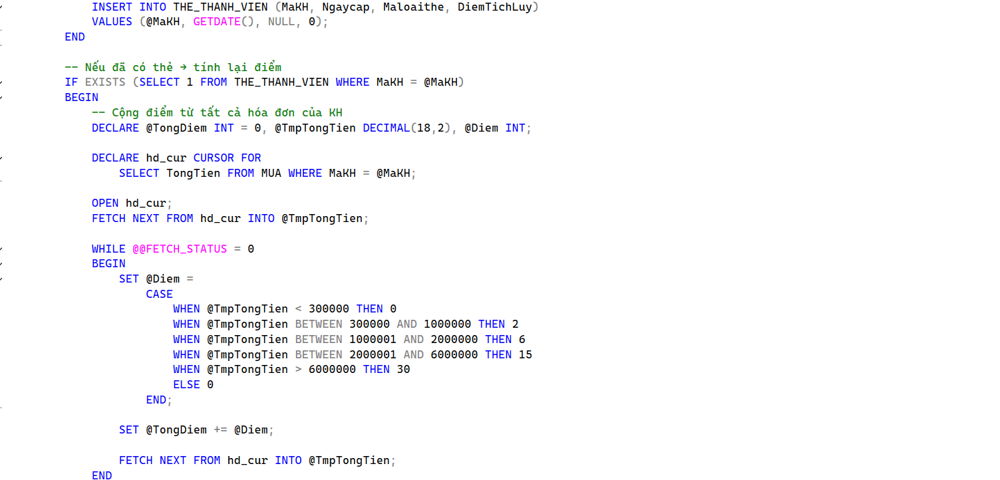 INSERT INTO THE_THANH_VIEN (MaKH, Ngaycap, Maloaithe, DiemTichLuy)
VALUES (@MaKH, GETDATE(), NULL, 0);
END
-- Nếu đã có thẻ → tính lại điểm
IF EXISTS (SELECT 1 FROM THE_THANH_VIEN WHERE MaKH = @MaKH)
BEGIN
-- Cộng điểm từ tất cả hóa đơn của KH
DECLARE @TongDiem INT = 0, @TmpTongTien DECIMAL(18,2), @Diem INT;
DECLARE hd_cur CURSOR FOR
SELECT TongTien FROM MUA WHERE MaKH = @MaKH;
OPEN hd_cur;
FETCH NEXT FROM hd_cur INTO @TmpTongTien;
WHILE @@FETCH_STATUS = 0
BEGIN
SET @Diem =
CASE
WHEN @TmpTongTien < 300000 THEN 0
WHEN @TmpTongTien BETWEEN 300000 AND 1000000 THEN 2
WHEN @TmpTongTien BETWEEN 1000001 AND 2000000 THEN 6
WHEN @TmpTongTien BETWEEN 2000001 AND 6000000 THEN 15
WHEN @TmpTongTien > 6000000 THEN 30
ELSE 0
END;
SET @TongDiem += @Diem;
FETCH NEXT FROM hd_cur INTO @TmpTongTien;
END